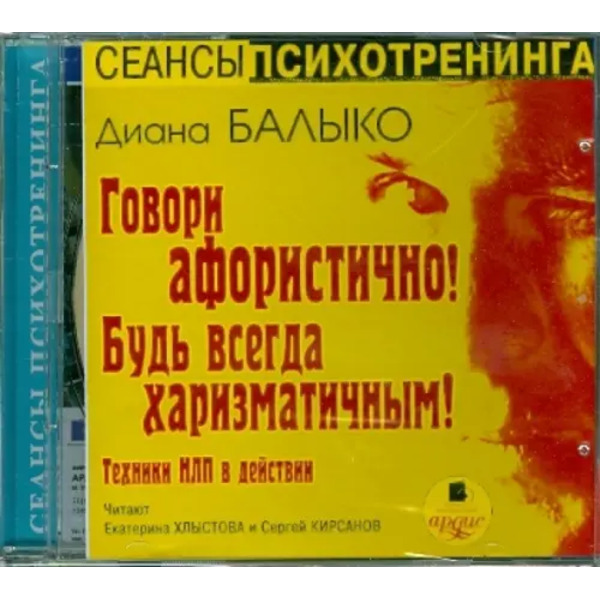 СЕАНСЫ ПСИХОТРЕНИНГА
СЕАНСЫ ПСИХОТРЕНИНГА
Диана БАЛЫКО
Говори
афористично!
Будь всегда
харизматичным!
Техники НЛП в действии
Читают
Екатерина ХЛЫСТОВА и Сергей КИРСАНОВ
ардис